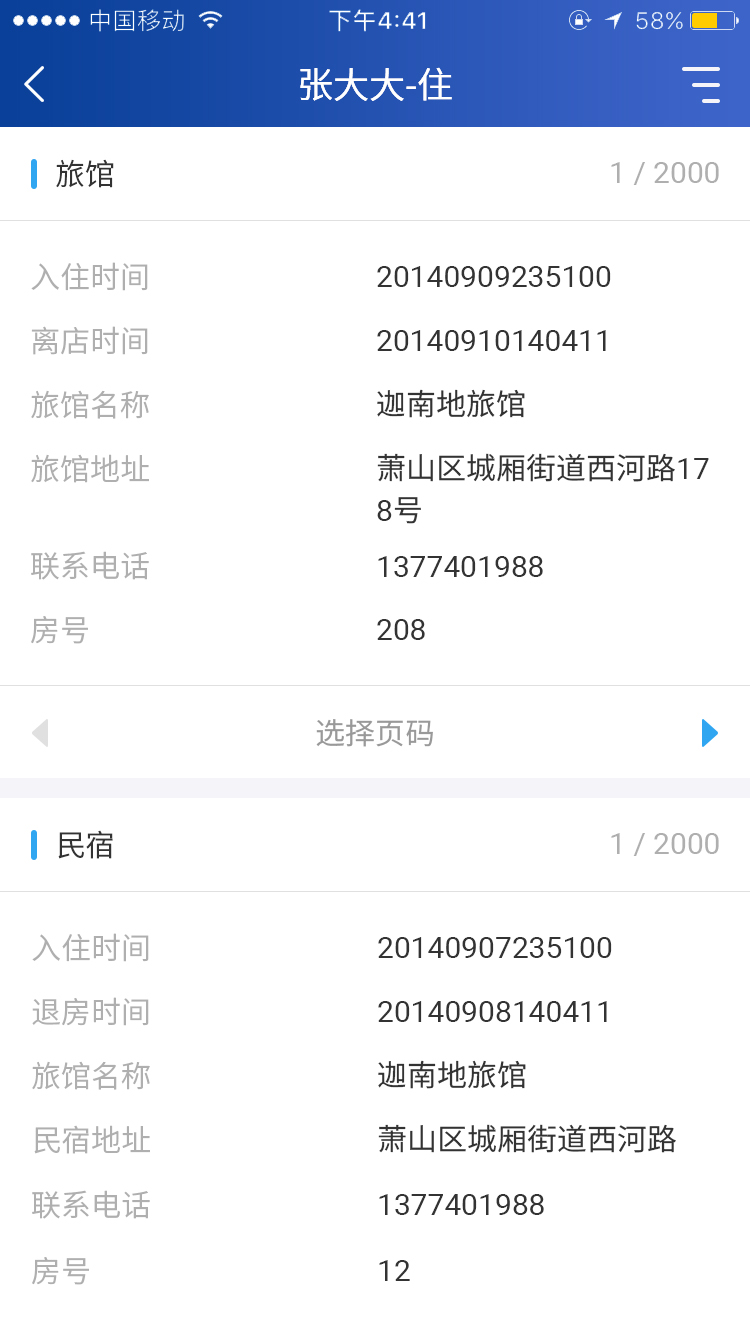 中国移动 下午4:41 58%
张大大-住
旅馆 1 / 2000
入住时间 20140909235100
离店时间 20140910140411
旅馆名称 迦南地旅馆
旅馆地址 萧山区城厢街道西河路17
8号
联系电话 1377401988
房号 208
选择页码
民宿 1 / 2000
入住时间 20140907235100
退房时间 20140908140411
旅馆名称 迦南地旅馆
民宿地址 萧山区城厢街道西河路
联系电话 1377401988
房号 12